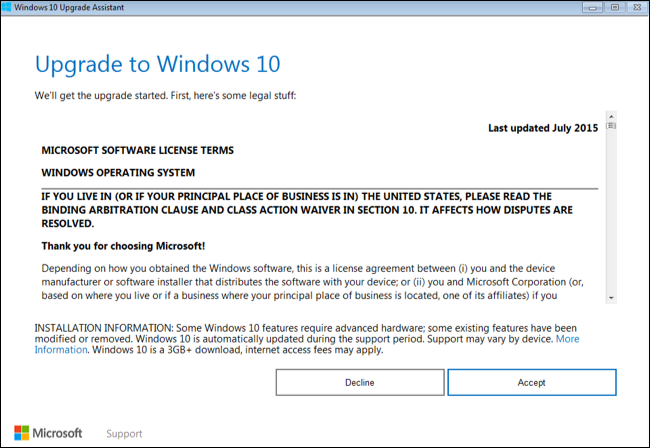 Windows 10 Upgrade Assistant
Upgrade to Windows 10
We'll get the upgrade started. First, here's some legal stuff:
Last updated July 2015
MICROSOFT SOFTWARE LICENSE TERMS
WINDOWS OPERATING SYSTEM
IF YOU LIVE IN (OR IF YOUR PRINCIPAL PLACE OF BUSINESS IS IN) THE UNITED STATES, PLEASE READ THE
BINDING ARBITRATION CLAUSE AND CLASS ACTION WAIVER IN SECTION 10. IT AFFECTS HOW DISPUTES ARE
RESOLVED.
Thank you for choosing Microsoft!
Depending on how you obtained the Windows software, this is a license agreement between (i) you and the device
manufacturer or software installer that distributes the software with your device; or (ii) you and Microsoft Corporation (or,
based on where you live or if a business where your principal place of business is located, one of its affiliates) if you
INSTALLATION INFORMATION: Some Windows 10 features require advanced hardware; some existing features have been
modified or removed. Windows 10 is automatically updated during the support period. Support may vary by device. More
Information. Windows 10 is a 3GB+ download, internet access fees may apply.
Decline
Accept
Microsoft
Support